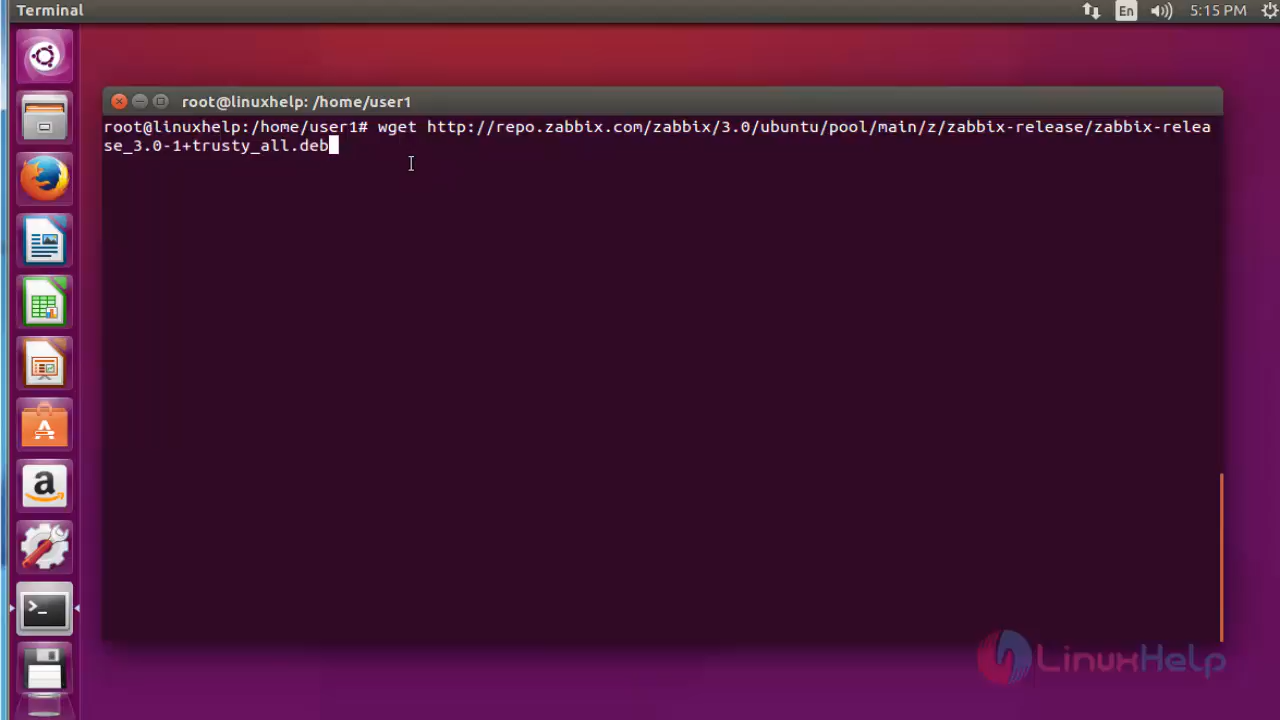 Terminal
En
5:15 PM
root@linuxhelp: /home/user1
root@linuxhelp:/home/user1# wget http://repo.zabbix.com/zabbix/3.0/ubuntu/pool/main/z/zabbix-release/zabbix-relea
se_3.0-1+trusty_all.deb
LinuxHelp